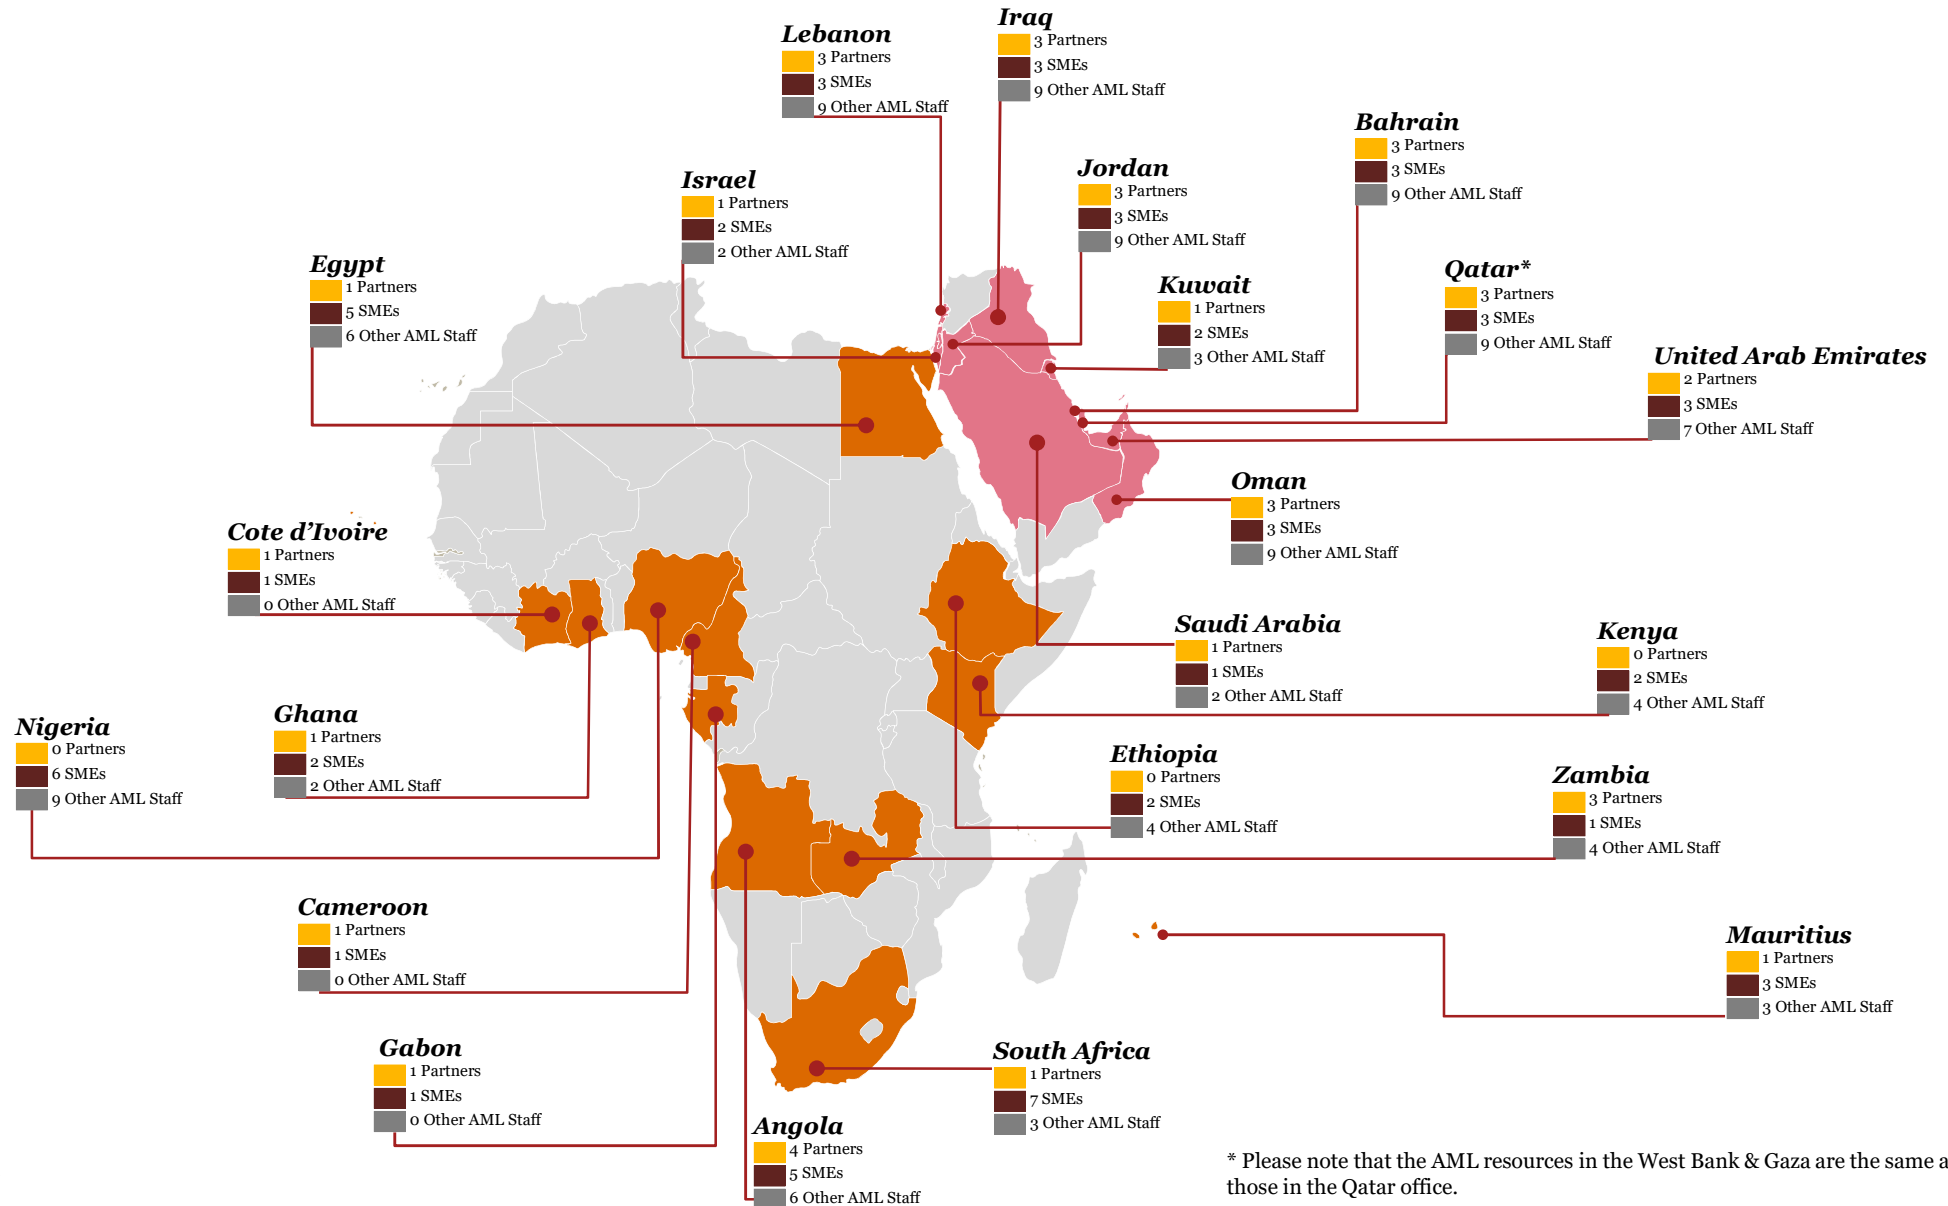 Iraq
3 Partners
3 SMEs
9 Other AML Staff
Lebanon
3 Partners
3 SMEs
9 Other AML Staff
Bahrain
3 Partners
3 SMEs
9 Other AML Staff
Jordan
3 Partners
3 SMEs
9 Other AML Staff
Israel
1 Partners
2 SMEs
2 Other AML Staff
Egypt
1 Partners
5 SMEs
6 Other AML Staff
Kuwait
1 Partners
2 SMEs
3 Other AML Staff
Qatar*
3 Partners
3 SMEs
9 Other AML Staff
United Arab Emirates
2 Partners
3 SMEs
7 Other AML Staff
Oman
3 Partners
3 SMEs
9 Other AML Staff
Cote d’Ivoire
1 Partners
1 SMEs
0 Other AML Staff
Saudi Arabia
1 Partners
1 SMEs
2 Other AML Staff
Kenya
0 Partners
2 SMEs
4 Other AML Staff
Nigeria
0 Partners
6 SMEs
9 Other AML Staff
Ghana
1 Partners
2 SMEs
2 Other AML Staff
Ethiopia
0 Partners
2 SMEs
4 Other AML Staff
Zambia
3 Partners
1 SMEs
4 Other AML Staff
Cameroon
1 Partners
1 SMEs
0 Other AML Staff
Mauritius
1 Partners
3 SMEs
3 Other AML Staff
Gabon
1 Partners
1 SMEs
0 Other AML Staff
South Africa
1 Partners
7 SMEs
3 Other AML Staff
Angola
4 Partners
5 SMEs
6 Other AML Staff
* Please note that the AML resources in the West Bank & Gaza are the same a
those in the Qatar office.